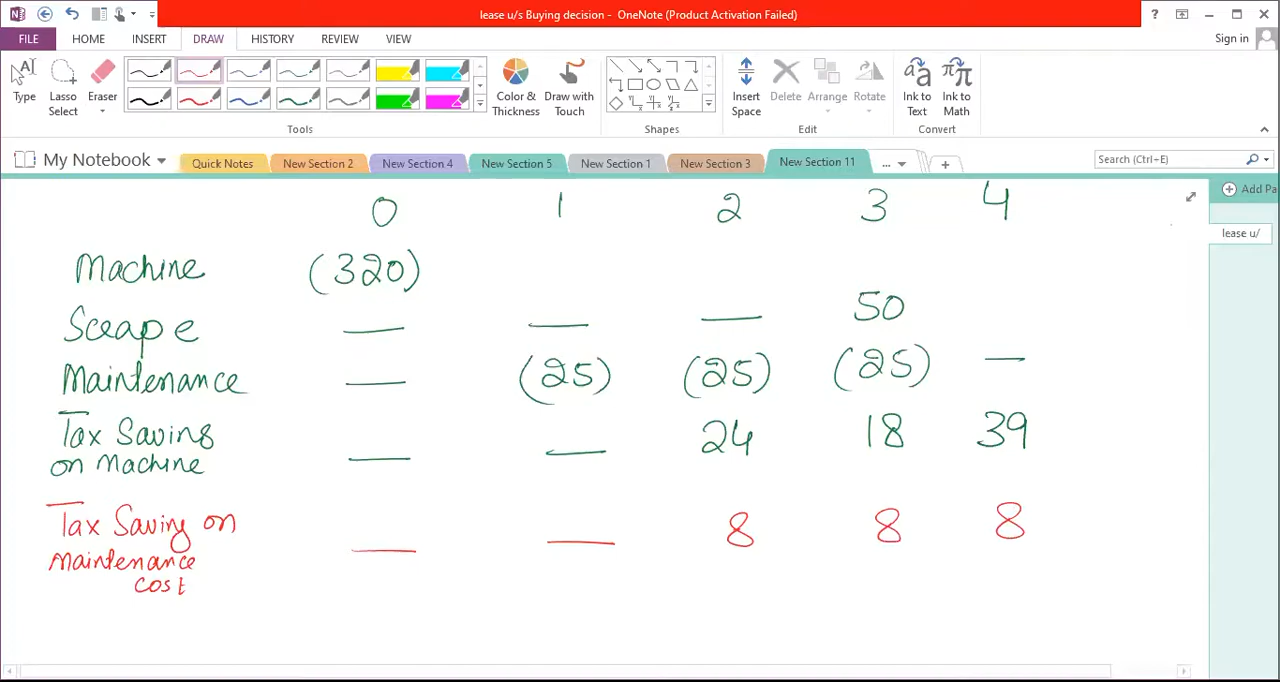 lease u/s Buying decision - OneNote (Product Activation Failed)
FILE HOME INSERT DRAW HISTORY REVIEW VIEW
Sign in
Type
Lasso Select
Eraser
Color & Thickness
Draw with Touch
Insert Space
Delete
Arrange
Rotate
Ink to Text
Ink to Math
Tools
Shapes
Edit
Convert
My Notebook
Quick Notes
New Section 2
New Section 4
New Section 5
New Section 1
New Section 3
New Section 11
...
Search (Ctrl+E)
Add Pa
lease u/
0 1 2 3 4
Machine (320)
Sceape — — — 50
Maintenance — (25) (25) (25) —
Tax Saving
on Machine — — 24 18 39
Tax Saving on
Maintenance — — 8 8 8
cost